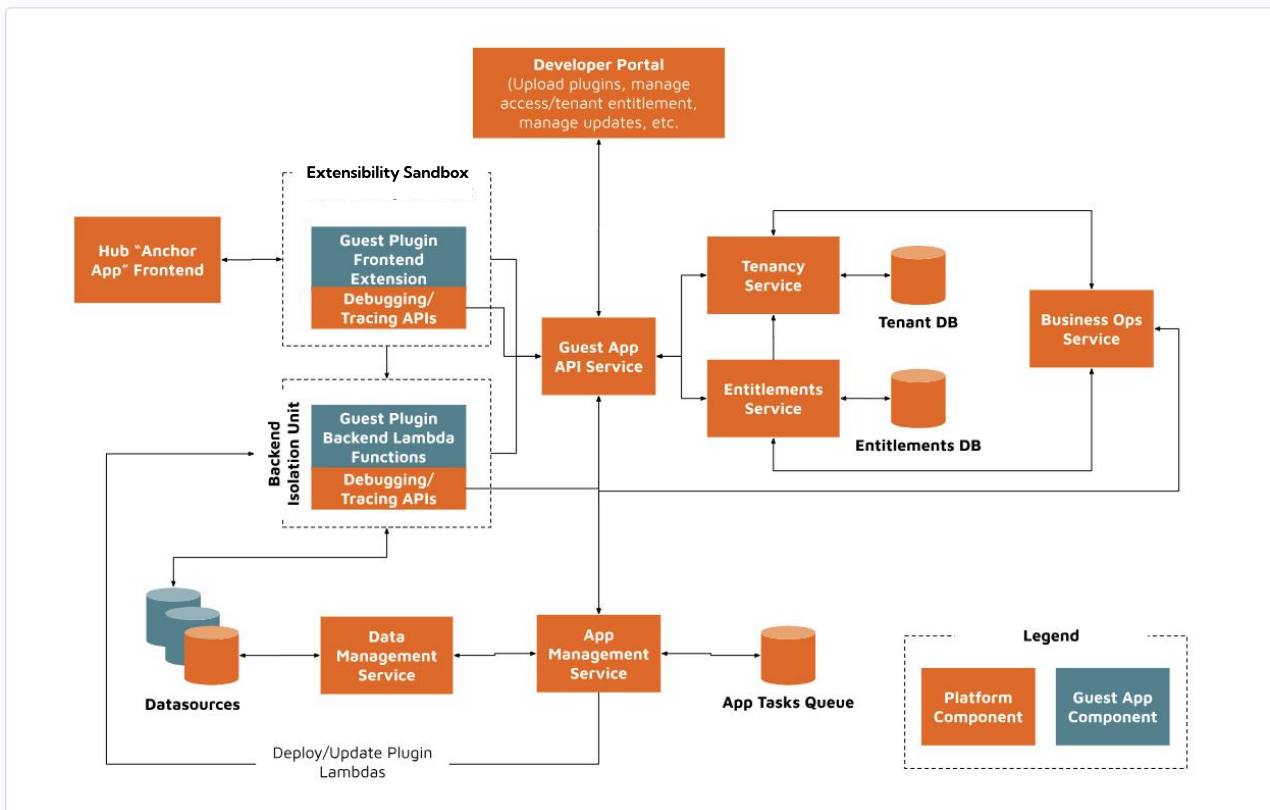 Developer Portal
(Upload plugins, manage
access/tenant entitlement,
manage updates, etc.
Extensibility Sandbox
Hub “Anchor
App” Frontend
Guest Plugin
Frontend
Extension
Debugging/
Tracing APIs
Guest App
API Service
Tenancy
Service
Tenant DB
Business Ops
Service
Entitlements
Service
Entitlements DB
Backend
Isolation Unit
Guest Plugin
Backend Lambda
Functions
Debugging/
Tracing APIs
Datasources
Data
Management
Service
App
Management
Service
App Tasks Queue
Deploy/Update Plugin
Lambdas
Legend
Platform
Component
Guest App
Component